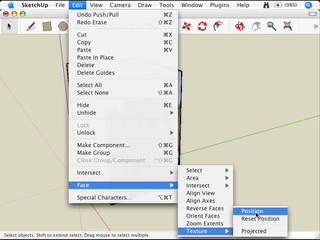 SketchUp File Edit View Camera Draw Tools Window Plugins Help
Undo Push/Pull ⌘Z
Redo Erase ⌘Y
Cut ⌘X
Copy ⌘C
Paste ⌘V
Paste In Place
Delete
Delete Guides
Select All ⌘A
Select None ⇧⌘A
Hide ⌘E
Unhide
Lock
Unlock
Make Component... ⇧⌘G
Make Group ⌘G
Close Group/Component
Intersect
Face
Special Characters... ⌥⌘T
Select
Area
Intersect
Align View
Align Axes
Reverse Faces
Orient Faces
Zoom Extents
Texture
Position
Reset Position
Projected
Select objects. Shift to extend select. Drag mouse to select multiple.